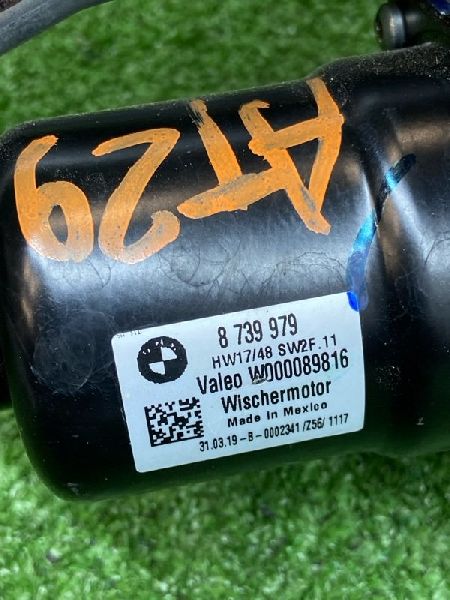 AT29
8 739 979
HW17/48 SW2F.11
Valeo W000089816
Wischermotor
Made in Mexico
31.03.19-B-0002341/Z56/1117